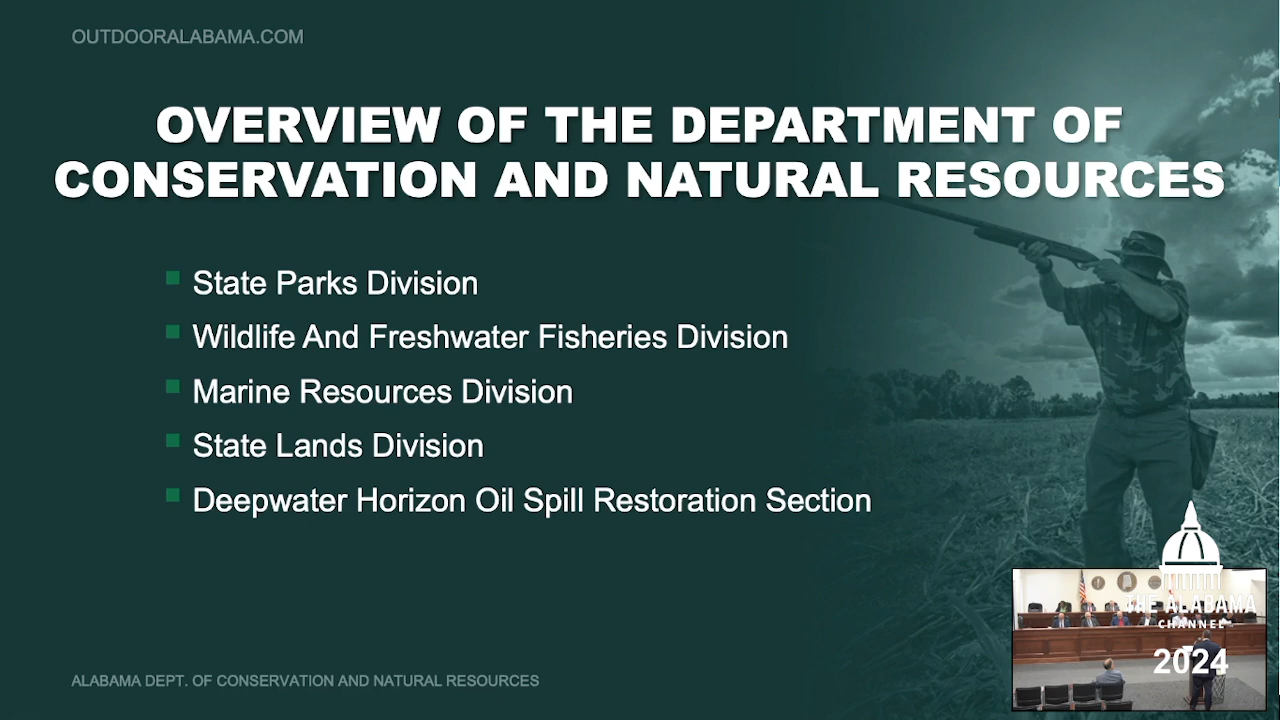 OUTDOORALABAMA.COM
OVERVIEW OF THE DEPARTMENT OF
CONSERVATION AND NATURAL RESOURCES
State Parks Division
Wildlife And Freshwater Fisheries Division
Marine Resources Division
State Lands Division
Deepwater Horizon Oil Spill Restoration Section
THE ALABAMA
CHANNEL
2024
ALABAMA DEPT. OF CONSERVATION AND NATURAL RESOURCES